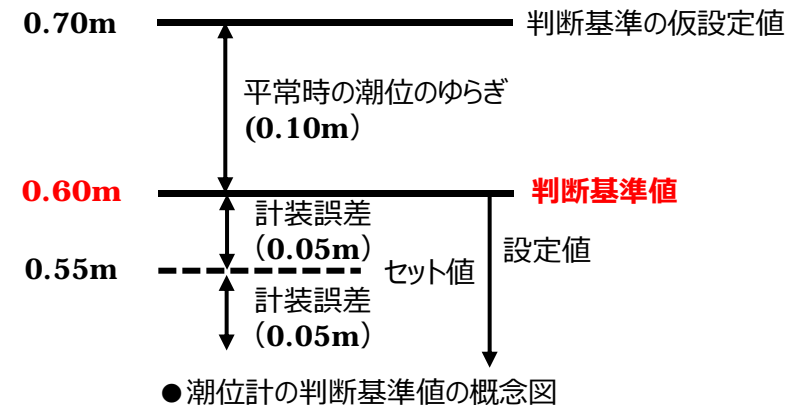 0.70m 判断基準の仮設定値
平常時の潮位のゆらぎ
(0.10m）
0.60m 判断基準値
計装誤差
（0.05m）
設定値
0.55m セット値
計装誤差
（0.05m）
●潮位計の判断基準値の概念図